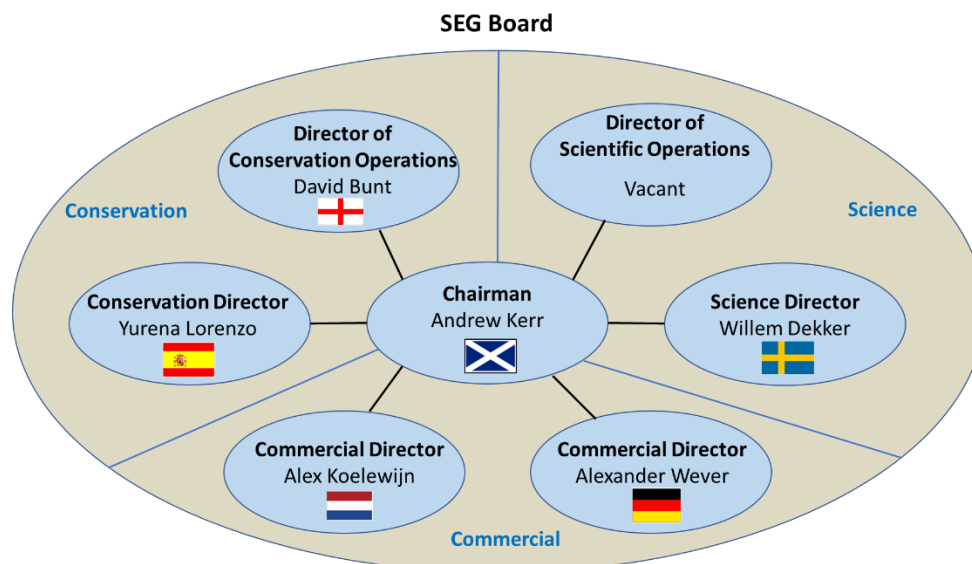 SEG Board
Director of
Conservation Operations
David Bunt
Director of
Scientific Operations
Vacant
Conservation
Science
Conservation Director
Yurena Lorenzo
Chairman
Andrew Kerr
Science Director
Willem Dekker
Commercial Director
Alex Koelewijn
Commercial Director
Alexander Wever
Commercial